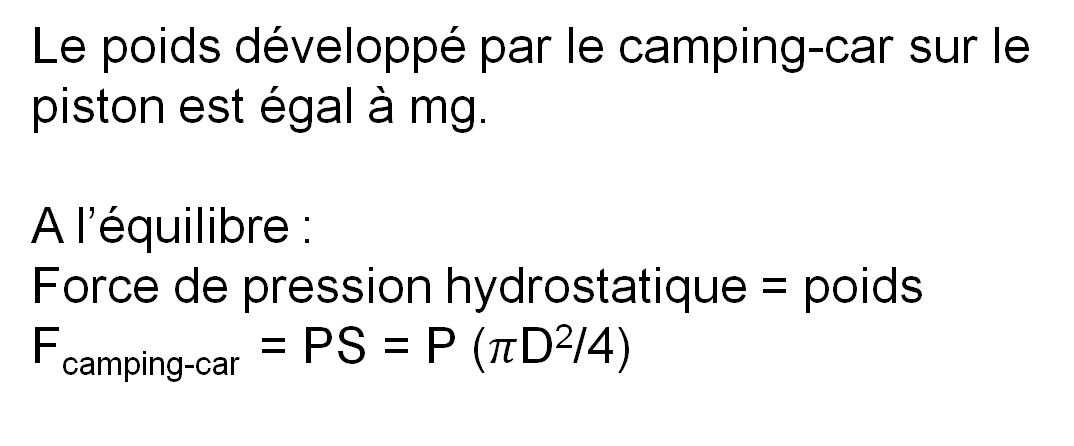 Le poids développé par le camping-car sur le
piston est égal à mg.
A l’équilibre :
Force de pression hydrostatique = poids
F camping-car = PS = P (πD²/4)